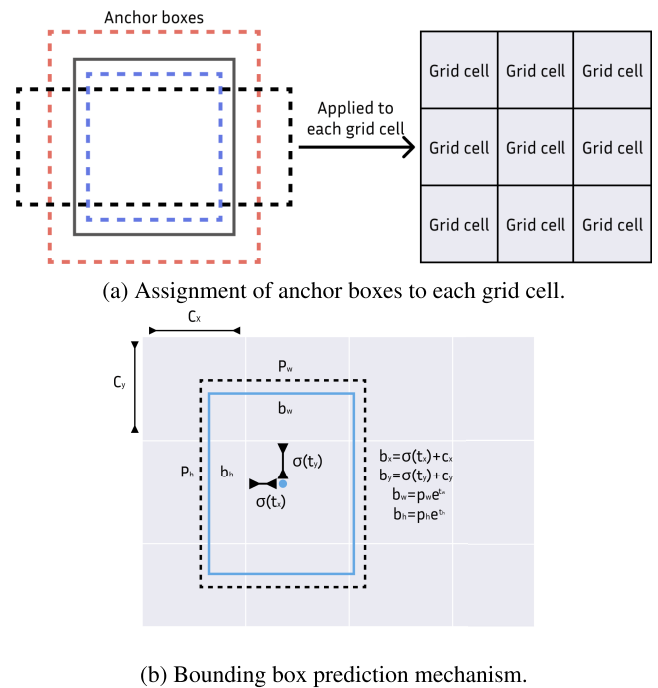 Anchor boxes
Applied to
each grid cell
Grid cell Grid cell Grid cell
Grid cell Grid cell Grid cell
Grid cell Grid cell Grid cell
(a) Assignment of anchor boxes to each grid cell.
Cx
Cy
Pw
bw
Ph
bh
σ(ty)
σ(tx)
bx=σ(tx)+cx
by=σ(ty)+cy
bw=pwe^tw
bh=phe^th
(b) Bounding box prediction mechanism.